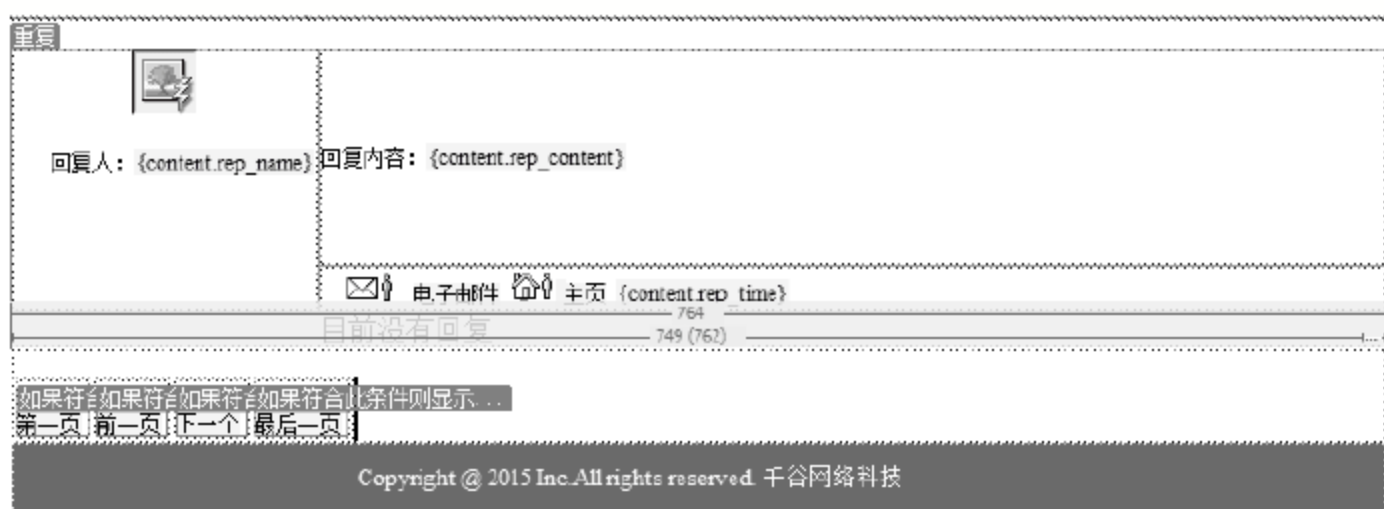 重复
回复人： {content.rep_name} 回复内容： {content.rep_content}
电子邮件 主页 {content.rep_time}
764
目前没有回复
749 (762)
如果符合 如果符合 如果符合 如果符合此条件则显示...
第一页 前一页 下一个 最后一页
Copyright @ 2015 Inc.All rights reserved. 千谷网络科技